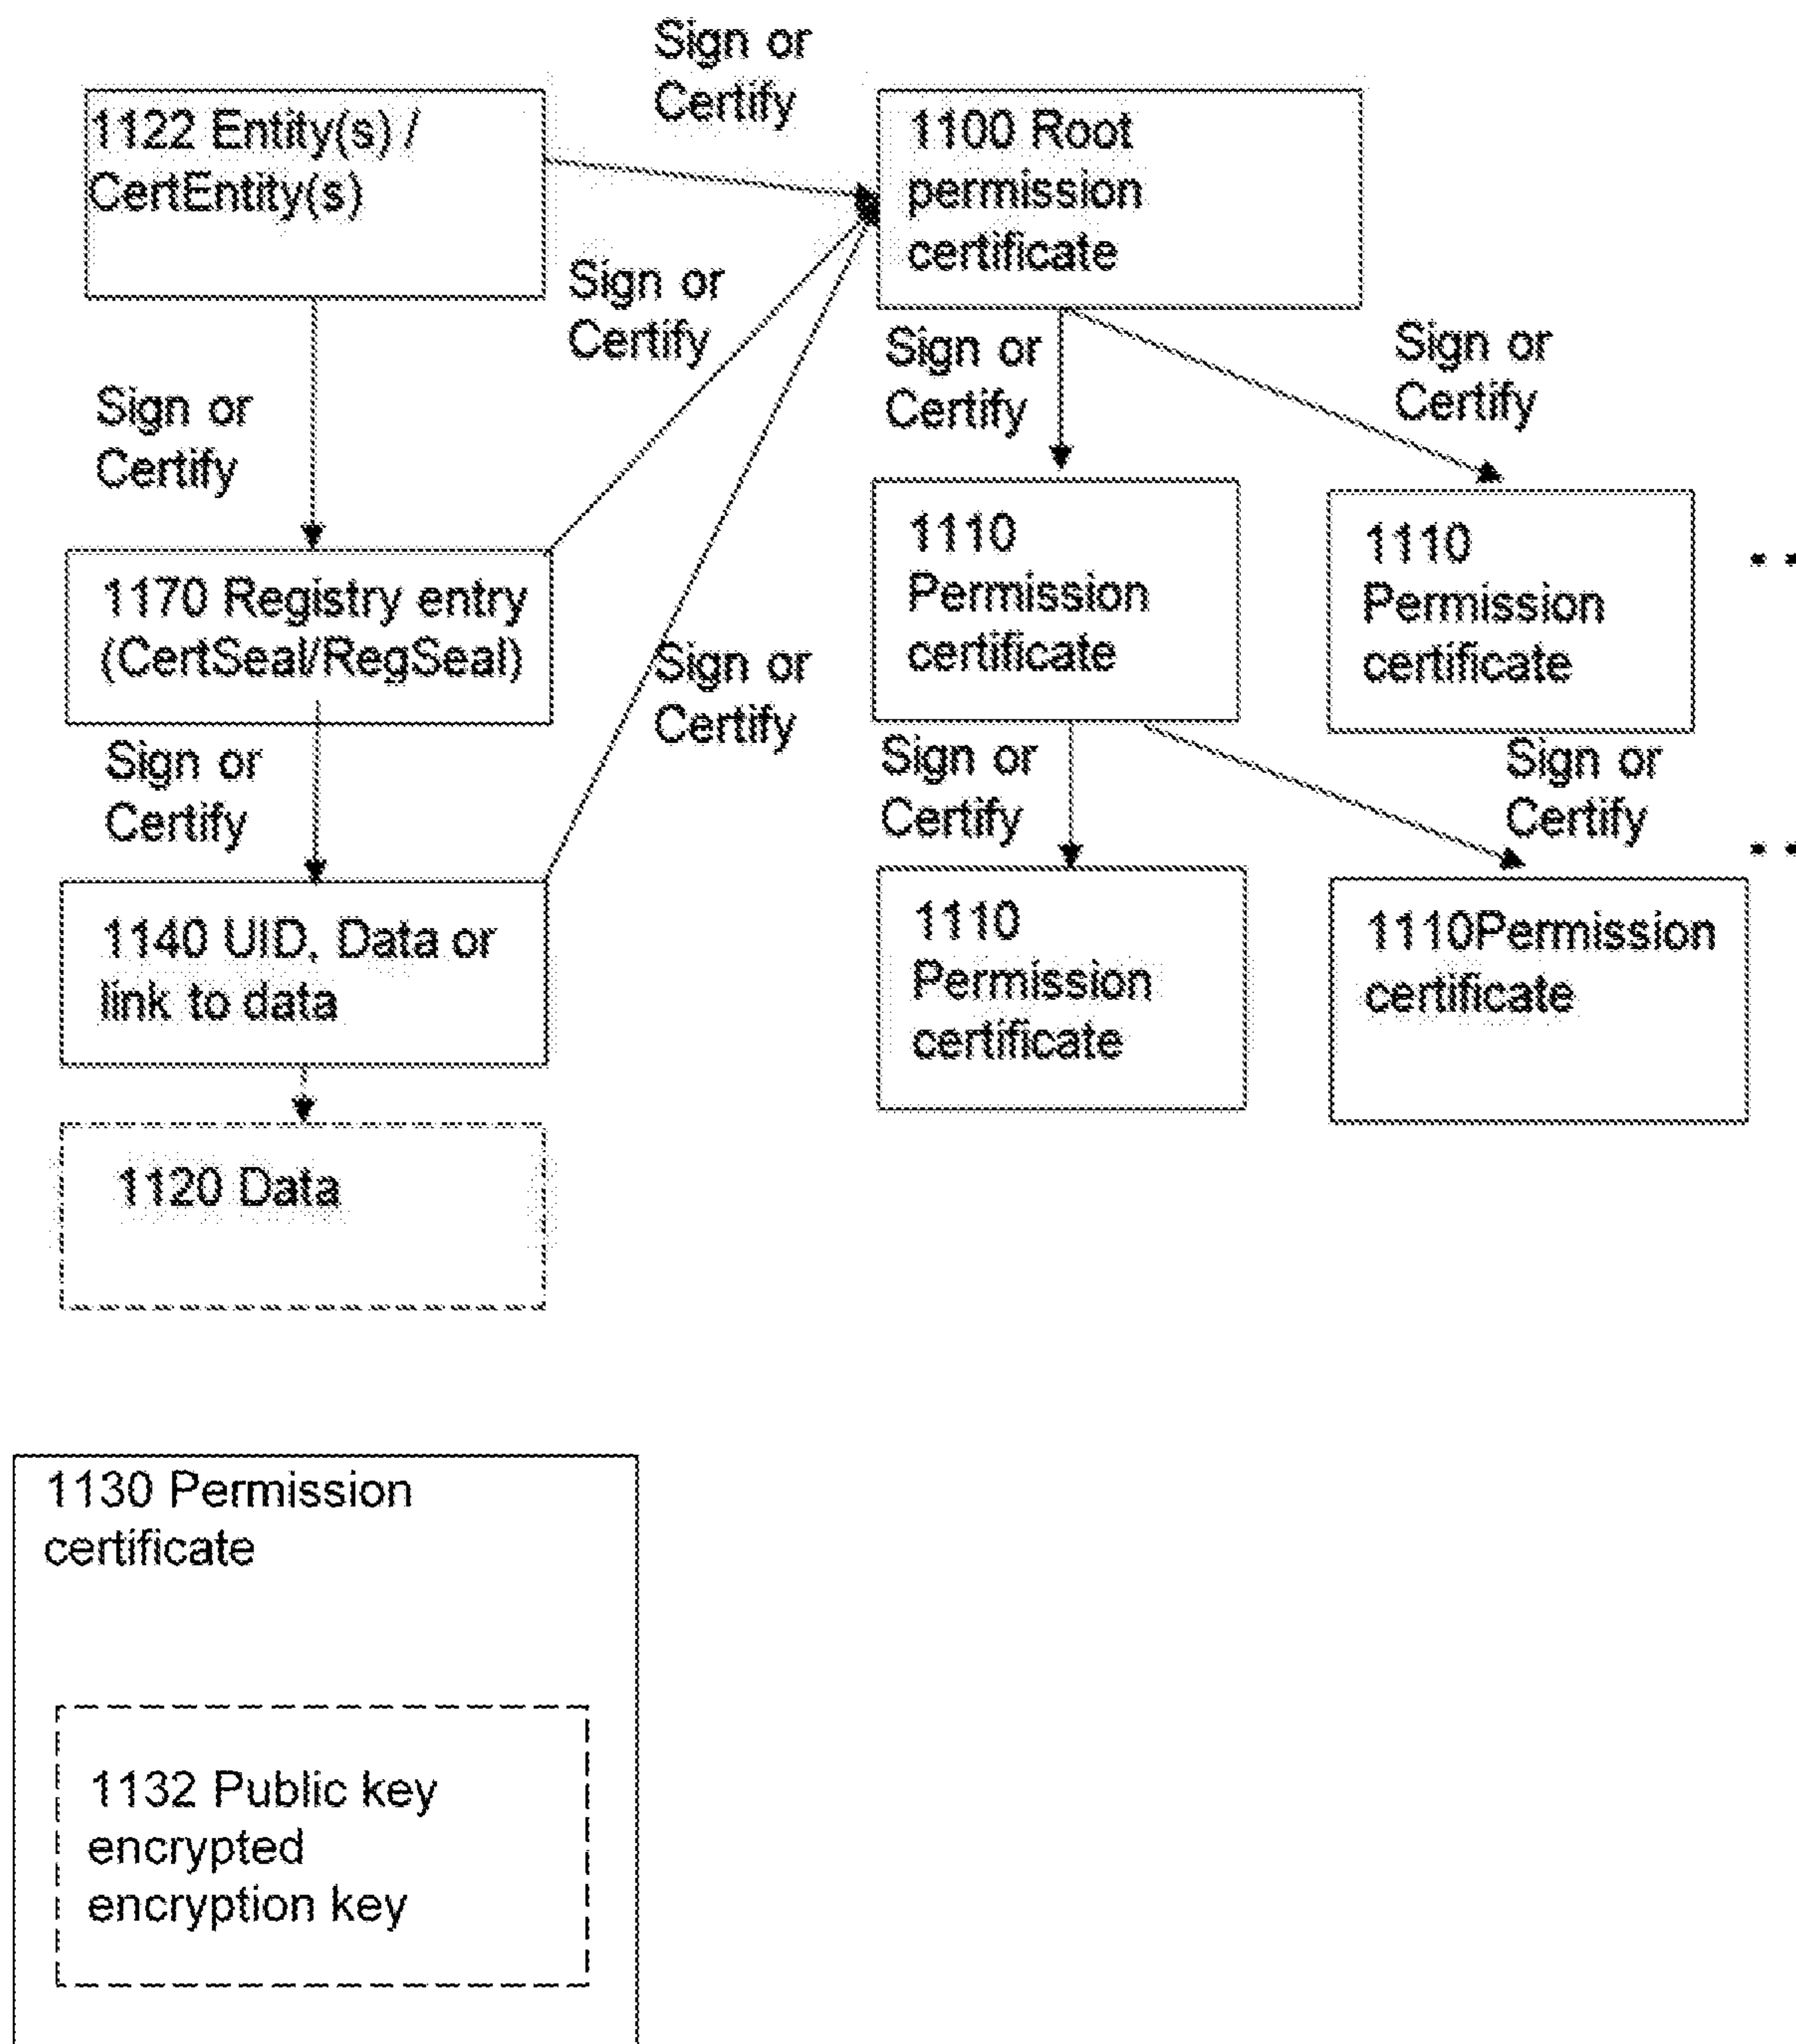 Sign or
Certify
1122 Entity(s) /
CertEntity(s)
1100 Root
permission
certificate
Sign or
Certify
Sign or
Certify
Sign or
Certify
Sign or
Certify
1170 Registry entry
(CertSeal/RegSeal)
1110
Permission
certificate
1110
Permission
certificate
. .
Sign or
Certify
Sign or
Certify
Sign or
Certify
Sign or
Certify
. .
1140 UID, Data or
link to data
1110
Permission
certificate
1110Permission
certificate
1120 Data
1130 Permission
certificate
1132 Public key
encrypted
encryption key